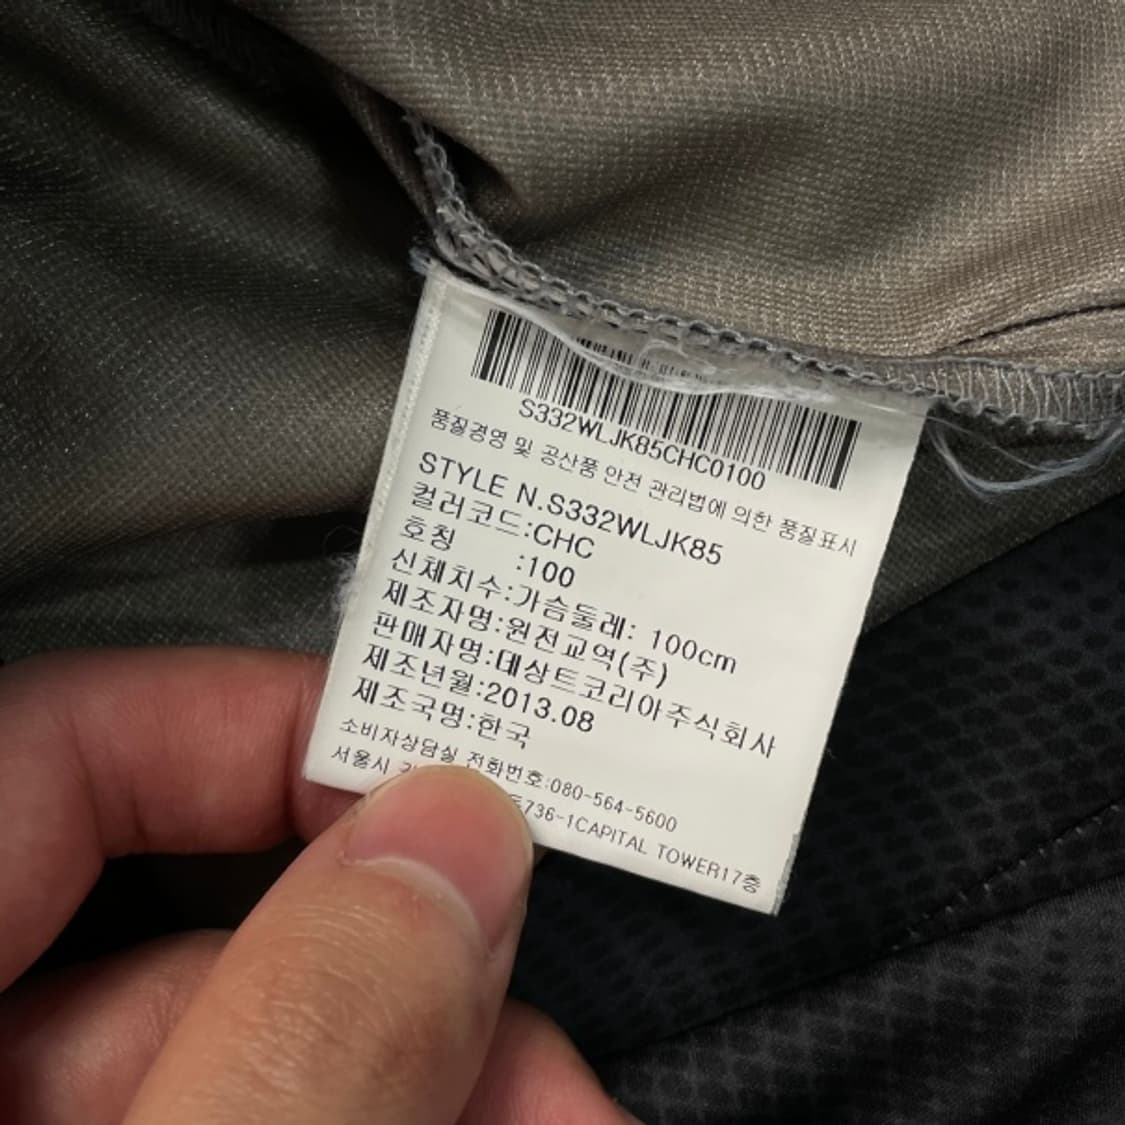 S332WLJK85CHC0100
품질경영 및 공산품 안전 관리법에 의한 품질표시
STYLE N.S332WLJK85
컬러코드:CHC
호칭 :100
신체치수:가슴둘레: 100cm
제조자명:원전교역(주)
판매자명:데상트코리아주식회사
제조년월:2013.08
제조국명:한국
소비자상담실 전화번호:080-564-5600
서울시 736-1CAPITAL TOWER17층